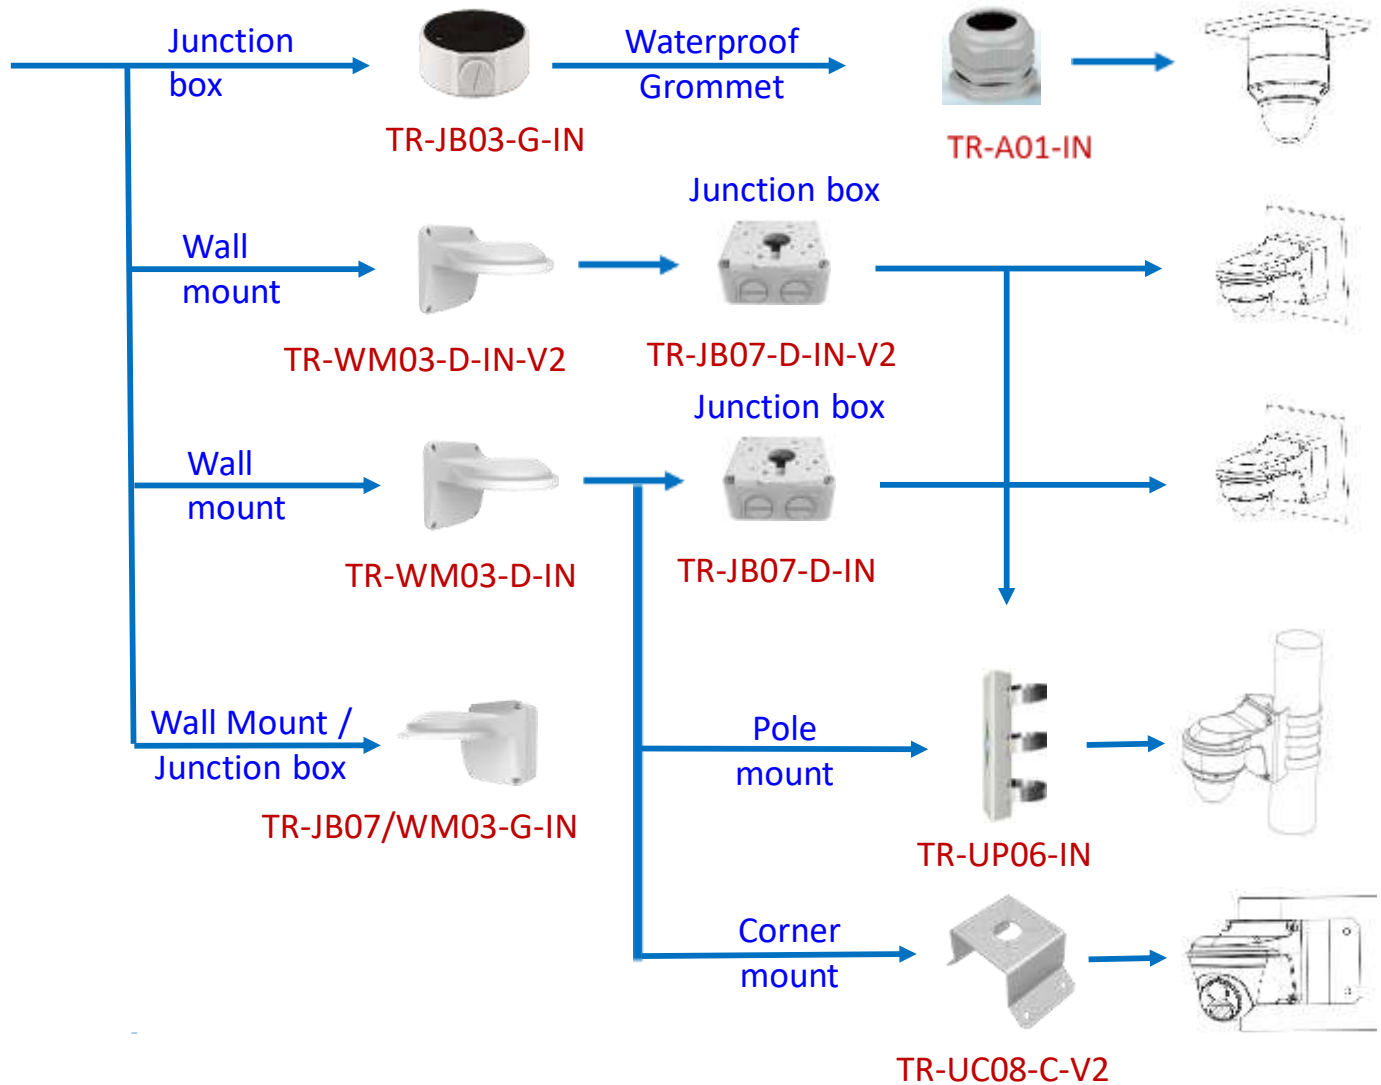 Junction
box
Waterproof
Grommet
TR-JB03-G-IN
TR-A01-IN
Junction box
Wall
mount
TR-WM03-D-IN-V2
TR-JB07-D-IN-V2
Junction box
Wall
mount
TR-WM03-D-IN
TR-JB07-D-IN
Wall Mount /
Junction box
TR-JB07/WM03-G-IN
Pole
mount
TR-UP06-IN
Corner
mount
TR-UC08-C-V2